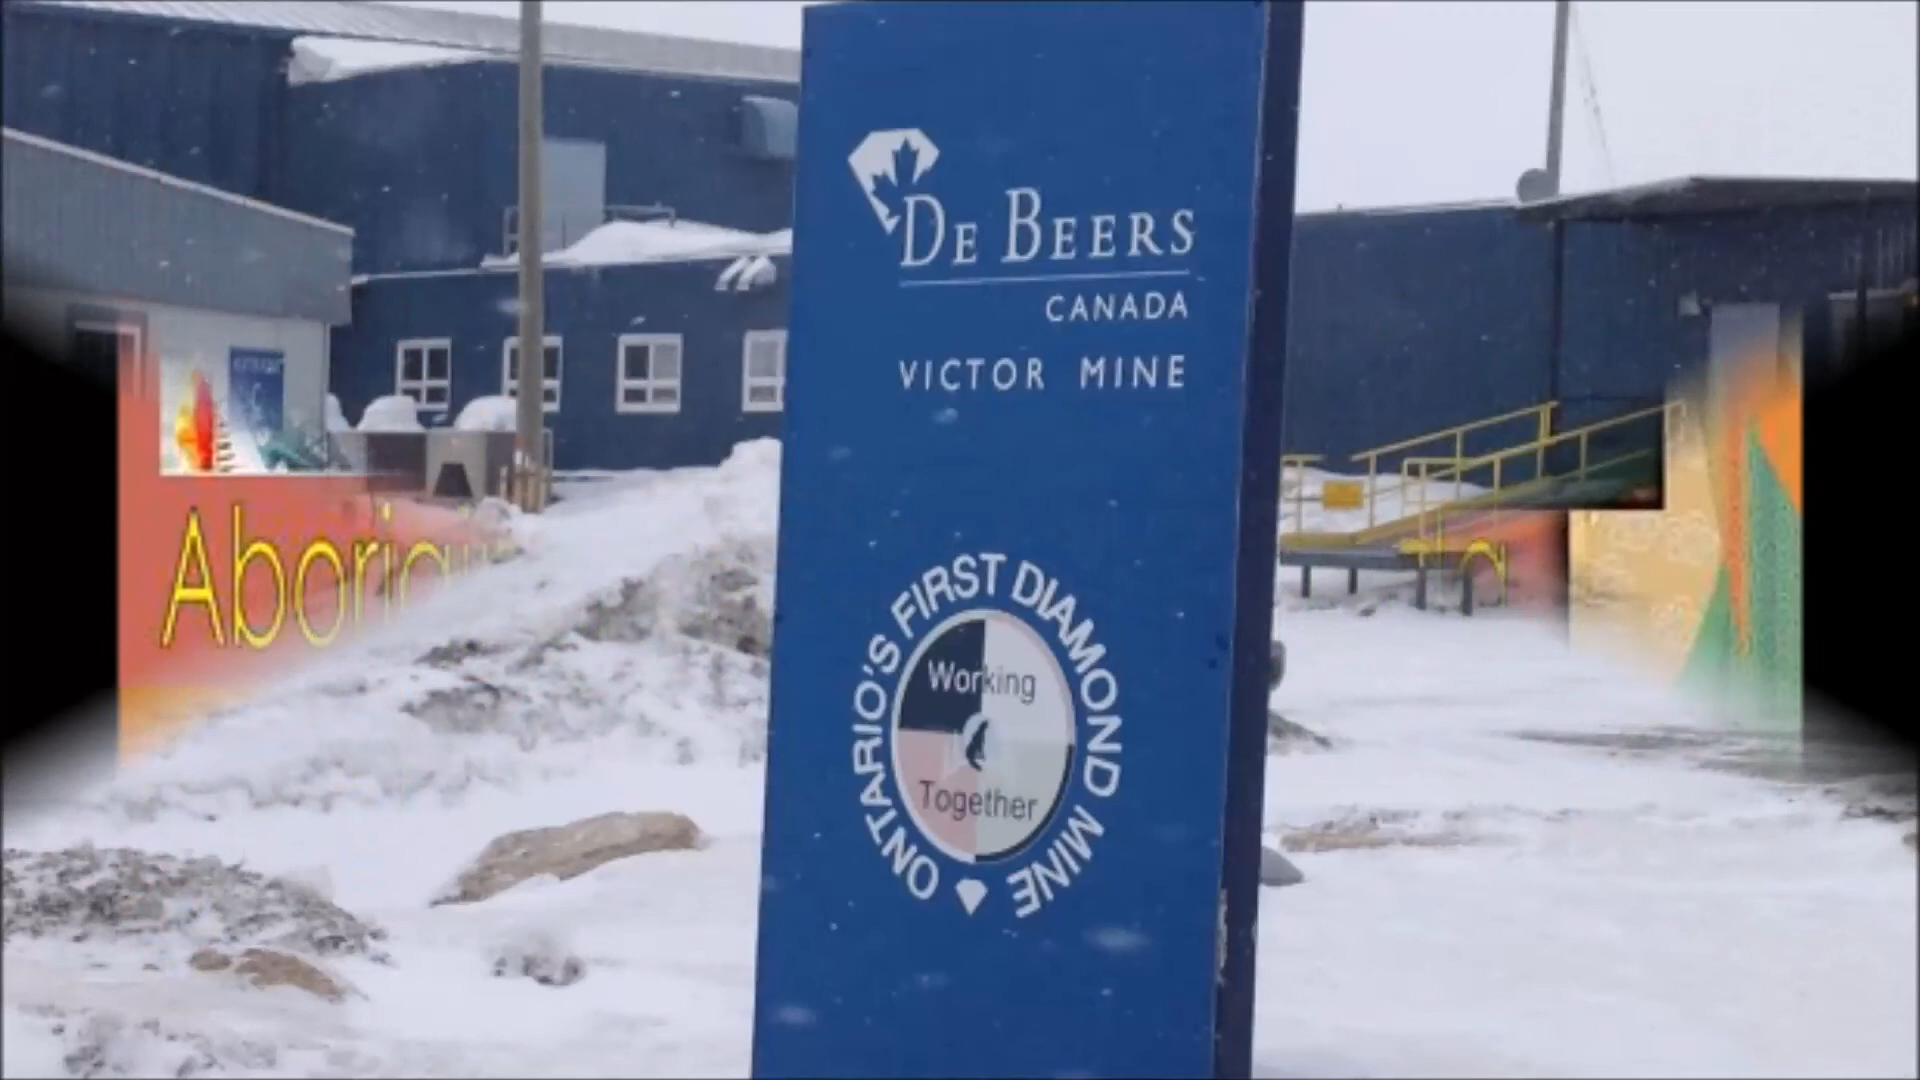 DE BEERS
CANADA
VICTOR MINE
ONTARIO'S FIRST DIAMOND MINE
Working
Together